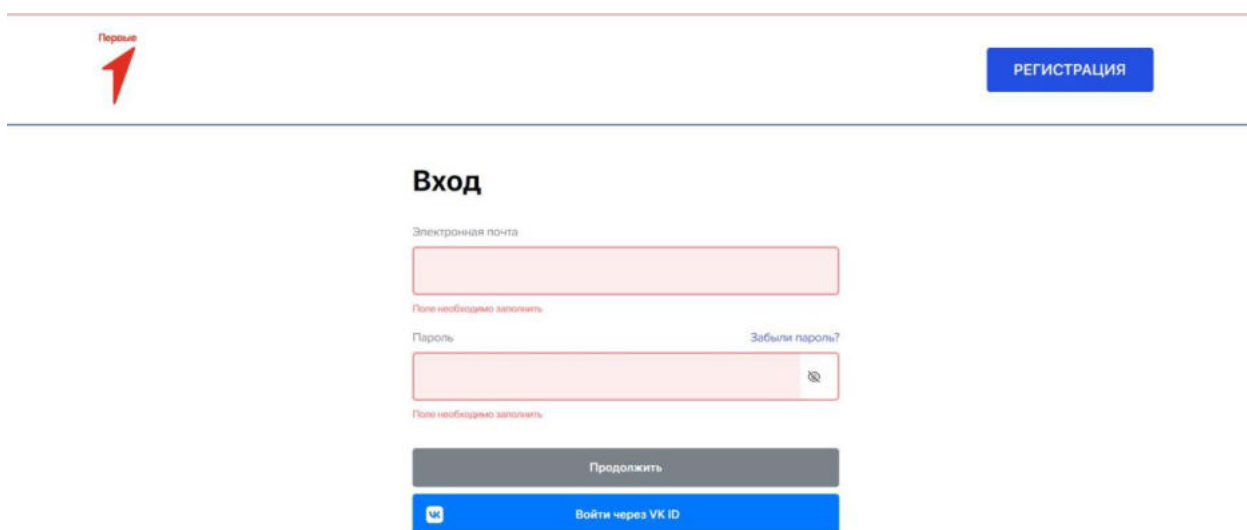 Первые
РЕГИСТРАЦИЯ
Вход
Электронная почта
Поле необходимо заполнить
Пароль
Забыли пароль?
Поле необходимо заполнить
Продолжить
Войти через VK ID